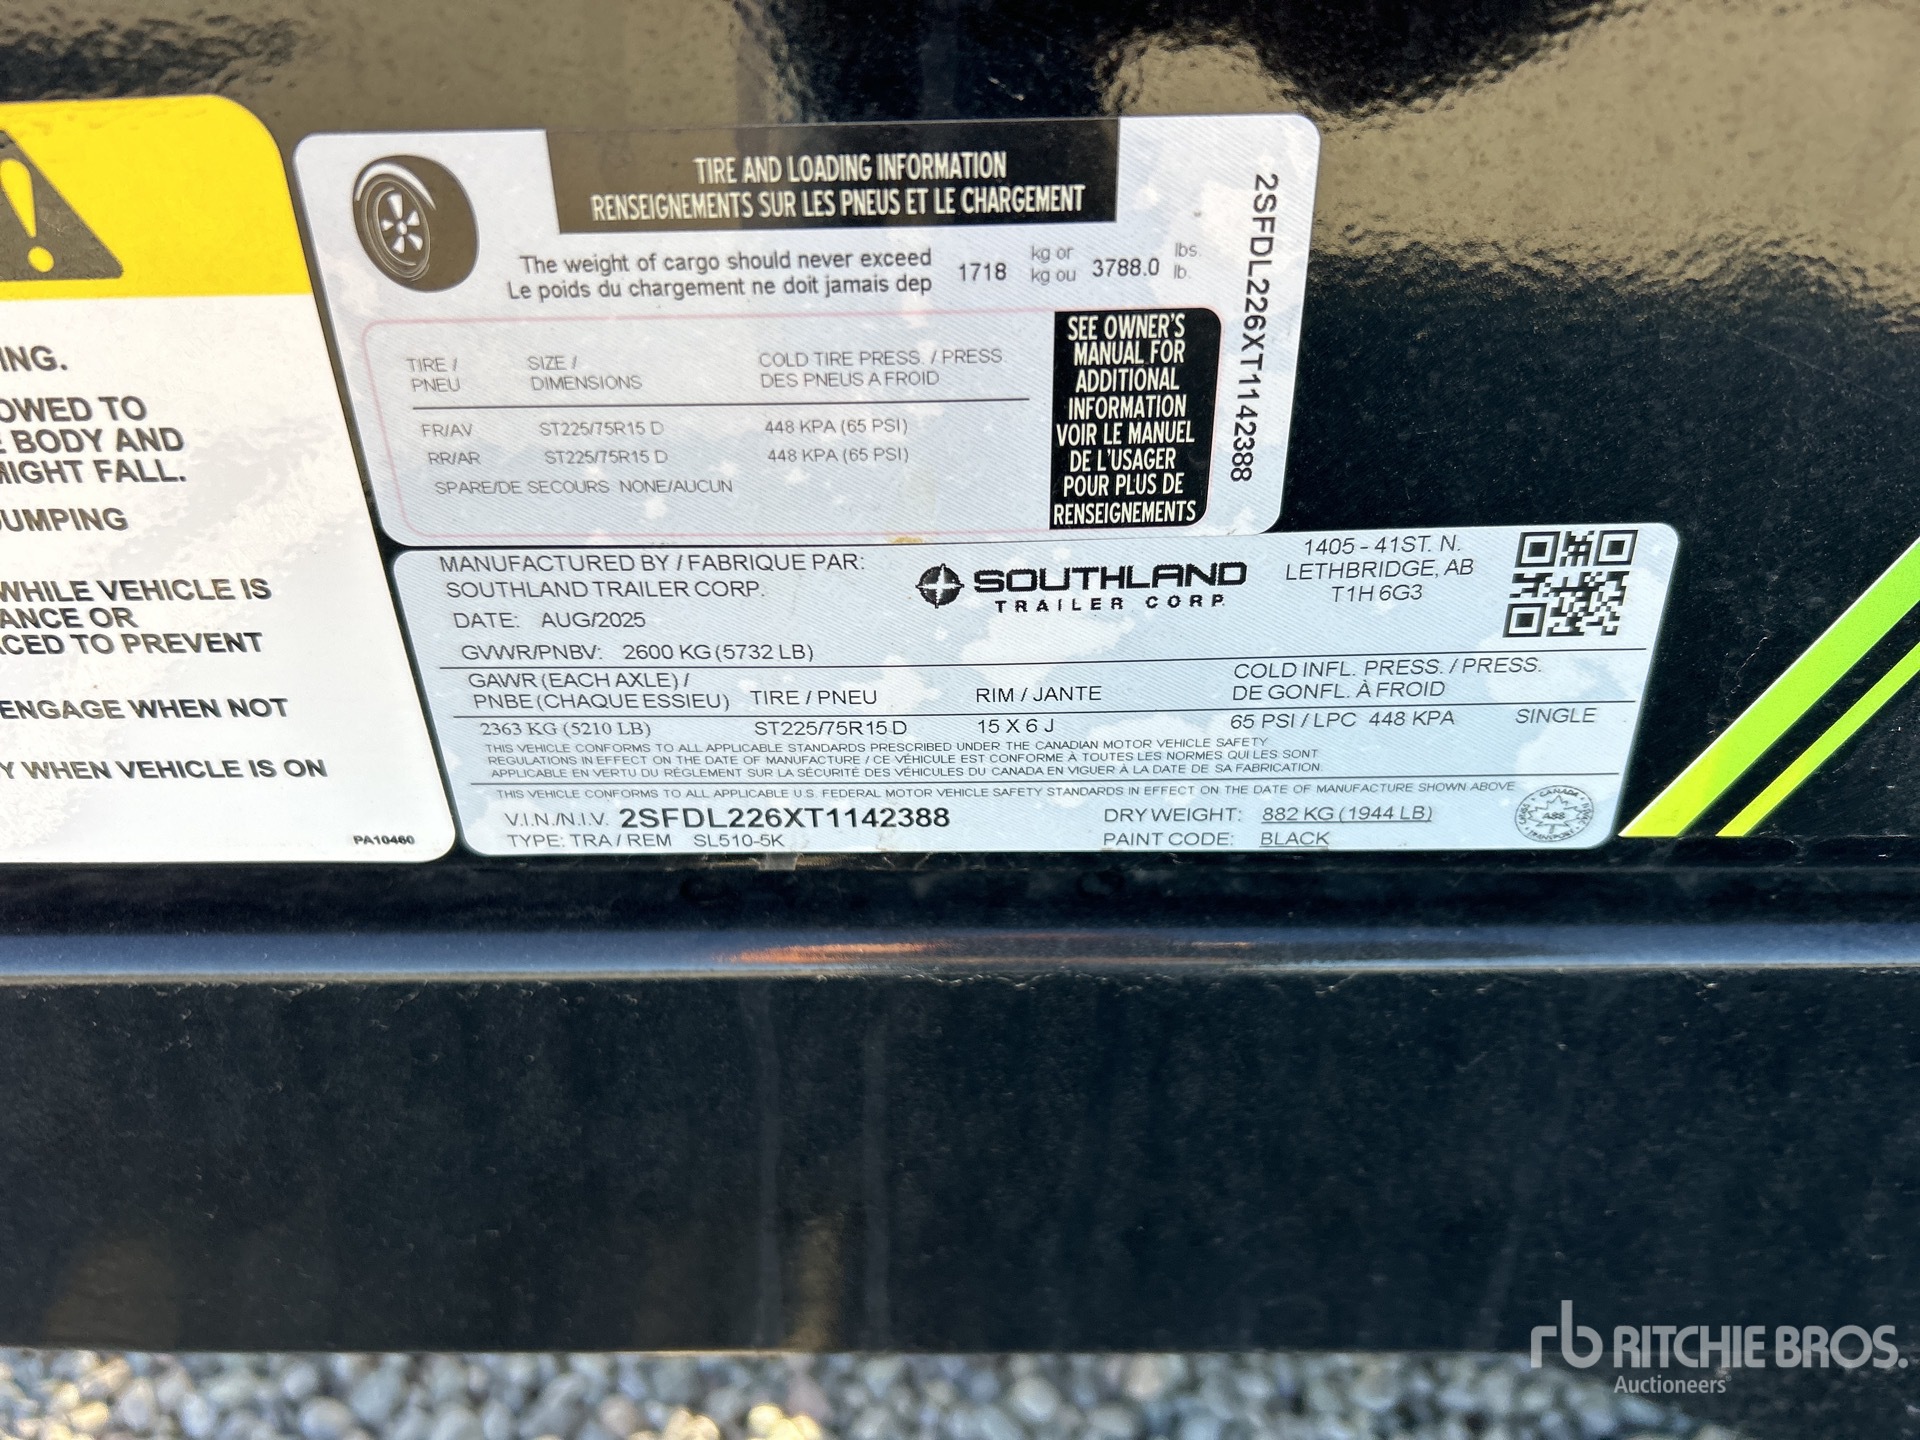 ING.
OWED TO
E BODY AND
MIGHT FALL.
JUMPING
WHILE VEHICLE IS
ANCE OR
ACED TO PREVENT
ENGAGE WHEN NOT
Y WHEN VEHICLE IS ON
PA10460
TIRE AND LOADING INFORMATION
RENSEIGNEMENTS SUR LES PNEUS ET LE CHARGEMENT
The weight of cargo should never exceed 1718 kg or 3788.0 lbs.
Le poids du chargement ne doit jamais dep kg ou lb.
TIRE / SIZE / COLD TIRE PRESS. / PRESS.
PNEU DIMENSIONS DES PNEUS A FROID
FR/AV ST225/75R15 D 448 KPA (65 PSI)
RR/AR ST225/75R15 D 448 KPA (65 PSI)
SPARE/DE SECOURS NONE/AUCUN
SEE OWNER'S
MANUAL FOR
ADDITIONAL
INFORMATION
VOIR LE MANUEL
DE L'USAGER
POUR PLUS DE
RENSEIGNEMENTS
2SFDL226XT1142388
MANUFACTURED BY / FABRIQUE PAR:
SOUTHLAND TRAILER CORP.
DATE: AUG/2025
SOUTHLAND
TRAILER CORP.
1405 - 41ST. N.
LETHBRIDGE, AB
T1H 6G3
GVWR/PNBV: 2600 KG (5732 LB)
GAWR (EACH AXLE) / COLD INFL. PRESS. / PRESS.
PNBE (CHAQUE ESSIEU) TIRE / PNEU RIM / JANTE DE GONFL. À FROID
2363 KG (5210 LB) ST225/75R15 D 15 X 6 J 65 PSI / LPC 448 KPA SINGLE
THIS VEHICLE CONFORMS TO ALL APPLICABLE STANDARDS PRESCRIBED UNDER THE CANADIAN MOTOR VEHICLE SAFETY
REGULATIONS IN EFFECT ON THE DATE OF MANUFACTURE / CE VÉHICULE EST CONFORME À TOUTES LES NORMES QUI LES SONT
APPLICABLE EN VERTU DU RÈGLEMENT SUR LA SÉCURITÉ DES VÉHICULES DU CANADA EN VIGUER À LA DATE DE SA FABRICATION.
THIS VEHICLE CONFORMS TO ALL APPLICABLE U.S. FEDERAL MOTOR VEHICLE SAFETY STANDARDS IN EFFECT ON THE DATE OF MANUFACTURE SHOWN ABOVE
V.I.N./N.I.V. 2SFDL226XT1142388 DRY WEIGHT: 882 KG (1944 LB)
TYPE: TRA / REM SL510-5K PAINT CODE: BLACK
CANADA
TRANSPORT
rb RITCHIE BROS.
Auctioneers